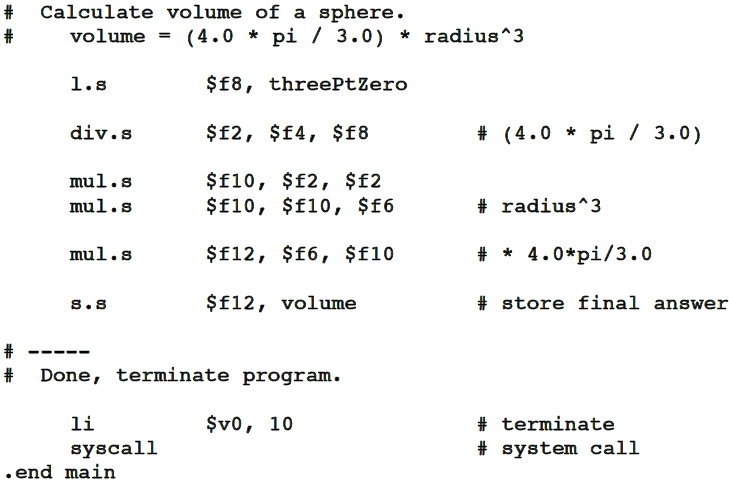 #  Calculate volume of a sphere.
#    volume = (4.0 * pi / 3.0) * radius^3
l.s $f8, threePtZero
div.s $f2, $f4, $f8 # (4.0 * pi / 3.0)
mul.s $f10, $f2, $f2
mul.s $f10, $f10, $f6 # radius^3
mul.s $f12, $f6, $f10 # * 4.0*pi/3.0
s.s $f12, volume # store final answer
# -----
#  Done, terminate program.
li $v0, 10 # terminate
syscall # system call
.end main